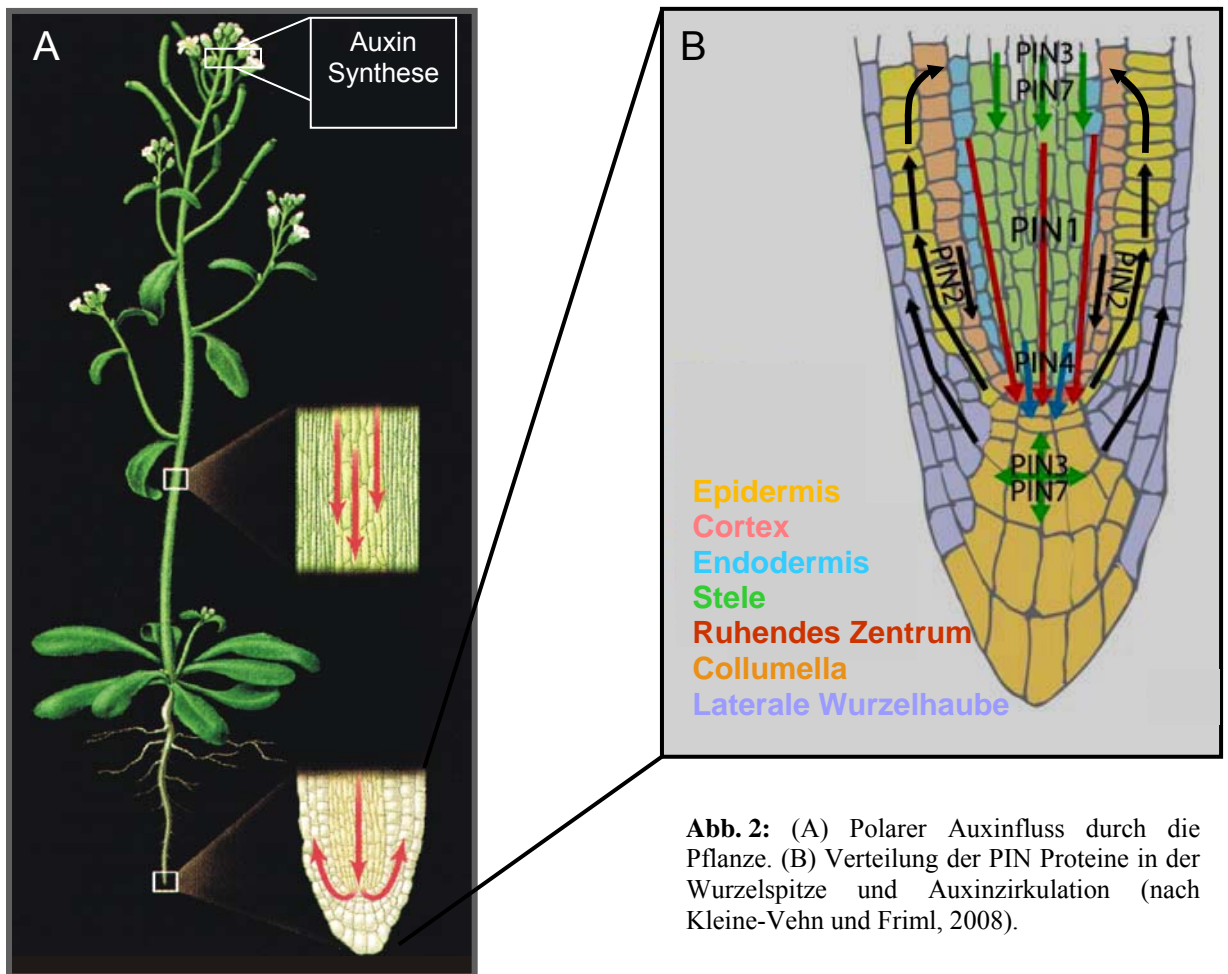 A
Auxin
Synthese
B
PIN3
PIN7
PIN1
PIN2
PIN2
PIN4
PIN3
PIN7
Epidermis
Cortex
Endodermis
Stele
Ruhendes Zentrum
Collumella
Laterale Wurzelhaube
Abb. 2: (A) Polarer Auxinfluss durch die
Pflanze. (B) Verteilung der PIN Proteine in der
Wurzelspitze und Auxinzirkulation (nach
Kleine-Vehn und Friml, 2008).